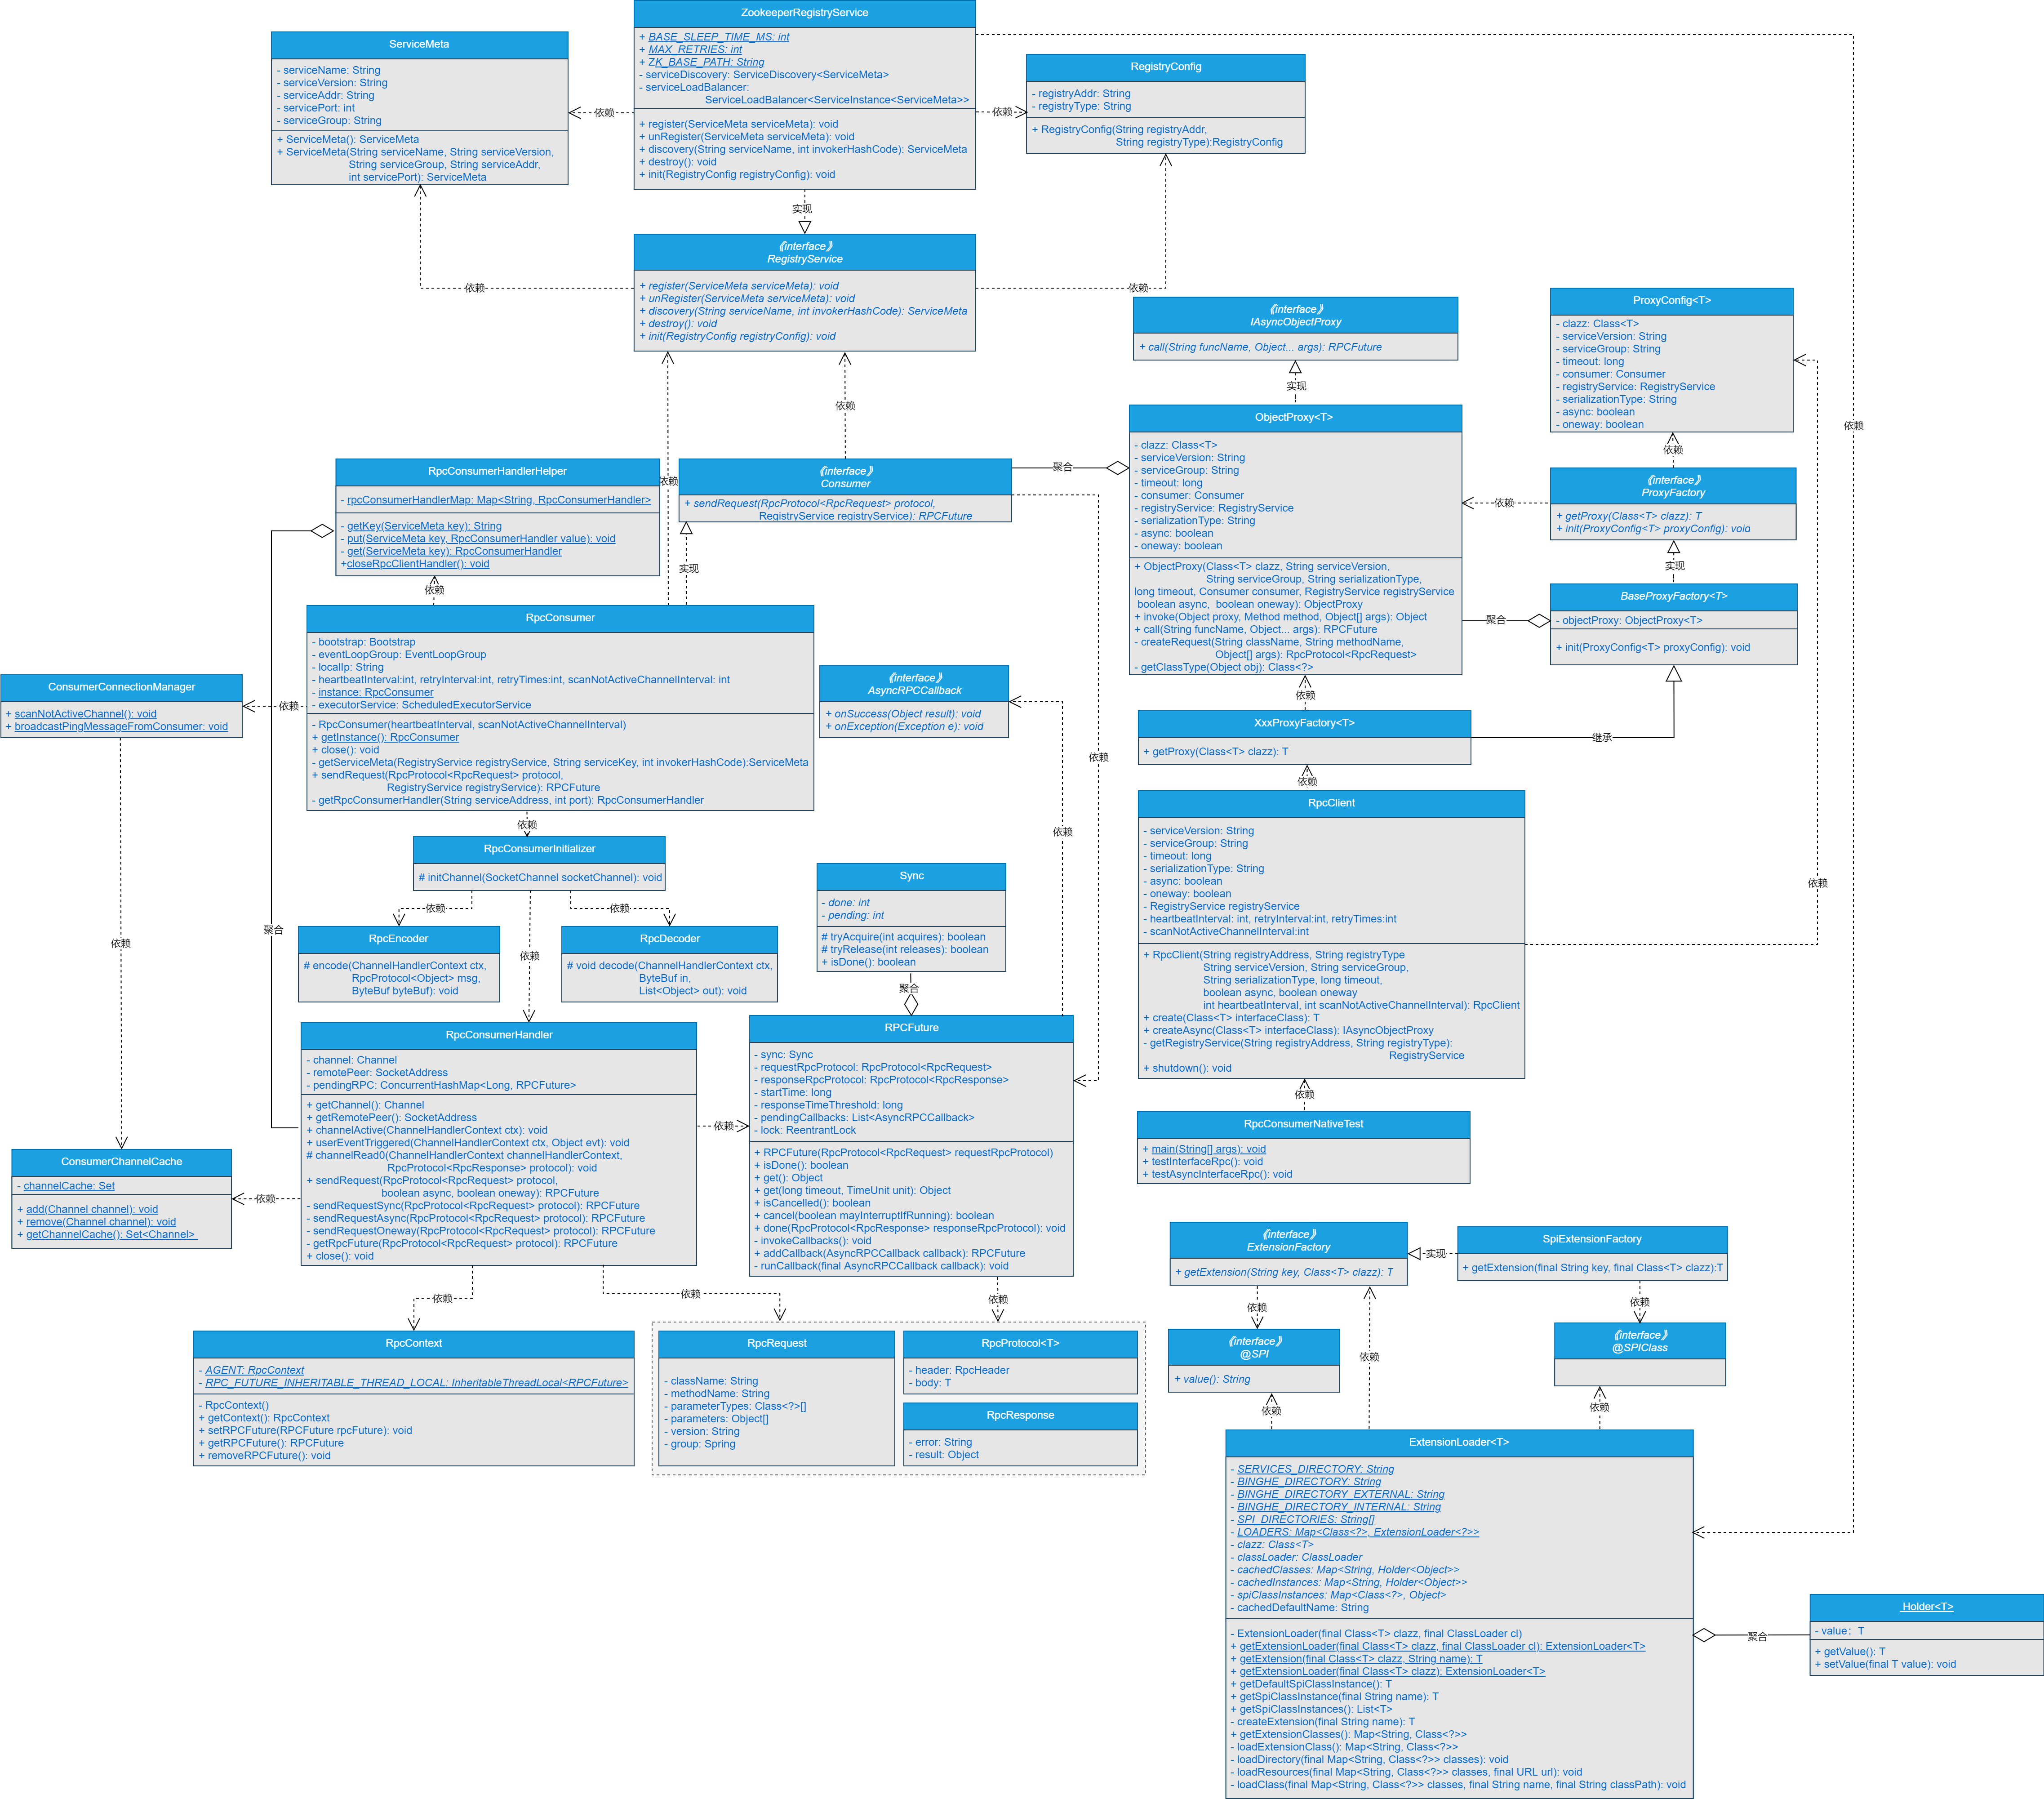 ZookeeperRegistryService
+ BASE_SLEEP_TIME_MS: int
+ MAX_RETRIES: int
+ ZK_BASE_PATH: String
- serviceDiscovery: ServiceDiscovery<ServiceMeta>
- serviceLoadBalancer:
ServiceLoadBalancer<ServiceInstance<ServiceMeta>>
+ register(ServiceMeta serviceMeta): void
+ unRegister(ServiceMeta serviceMeta): void
+ discovery(String serviceName, int invokerHashCode): ServiceMeta
+ destroy(): void
+ init(RegistryConfig registryConfig): void
ServiceMeta
- serviceName: String
- serviceVersion: String
- serviceAddr: String
- servicePort: int
- serviceGroup: String
+ ServiceMeta(): ServiceMeta
+ ServiceMeta(String serviceName, String serviceVersion,
String serviceGroup, String serviceAddr,
int servicePort): ServiceMeta
依赖
依赖
RegistryConfig
- registryAddr: String
- registryType: String
+ RegistryConfig(String registryAddr,
String registryType):RegistryConfig
实现
《interface》
RegistryService
+ register(ServiceMeta serviceMeta): void
+ unRegister(ServiceMeta serviceMeta): void
+ discovery(String serviceName, int invokerHashCode): ServiceMeta
+ destroy(): void
+ init(RegistryConfig registryConfig): void
依赖
依赖
《interface》
IAsyncObjectProxy
+ call(String funcName, Object... args): RPCFuture
实现
ProxyConfig<T>
- clazz: Class<T>
- serviceVersion: String
- serviceGroup: String
- timeout: long
- consumer: Consumer
- registryService: RegistryService
- serializationType: String
- async: boolean
- oneway: boolean
依赖
依赖
依赖
依赖
ObjectProxy<T>
- clazz: Class<T>
- serviceVersion: String
- serviceGroup: String
- timeout: long
- consumer: Consumer
- registryService: RegistryService
- serializationType: String
- async: boolean
- oneway: boolean
+ ObjectProxy(Class<T> clazz, String serviceVersion,
String serviceGroup, String serializationType,
long timeout, Consumer consumer, RegistryService registryService
boolean async,  boolean oneway): ObjectProxy
+ invoke(Object proxy, Method method, Object[] args): Object
+ call(String funcName, Object... args): RPCFuture
- createRequest(String className, String methodName,
Object[] args): RpcProtocol<RpcRequest>
- getClassType(Object obj): Class<?>
依赖
《interface》
ProxyFactory
+ getProxy(Class<T> clazz): T
+ init(ProxyConfig<T> proxyConfig): void
实现
BaseProxyFactory<T>
- objectProxy: ObjectProxy<T>
+ init(ProxyConfig<T> proxyConfig): void
聚合
聚合
《interface》
Consumer
+ sendRequest(RpcProtocol<RpcRequest> protocol,
RegistryService registryService): RPCFuture
实现
RpcConsumerHandlerHelper
- rpcConsumerHandlerMap: Map<String, RpcConsumerHandler>
- getKey(ServiceMeta key): String
- put(ServiceMeta key, RpcConsumerHandler value): void
- get(ServiceMeta key): RpcConsumerHandler
+closeRpcClientHandler(): void
依赖
RpcConsumer
- bootstrap: Bootstrap
- eventLoopGroup: EventLoopGroup
- localIp: String
- heartbeatInterval:int, retryInterval:int, retryTimes:int, scanNotActiveChannelInterval: int
- instance: RpcConsumer
- executorService: ScheduledExecutorService
- RpcConsumer(heartbeatInterval, scanNotActiveChannelInterval)
+ getInstance(): RpcConsumer
+ close(): void
- getServiceMeta(RegistryService registryService, String serviceKey, int invokerHashCode):ServiceMeta
+ sendRequest(RpcProtocol<RpcRequest> protocol,
RegistryService registryService): RPCFuture
- getRpcConsumerHandler(String serviceAddress, int port): RpcConsumerHandler
ConsumerConnectionManager
+ scanNotActiveChannel(): void
+ broadcastPingMessageFromConsumer: void
依赖
《interface》
AsyncRPCCallback
+ onSuccess(Object result): void
+ onException(Exception e): void
依赖
依赖
依赖
XxxProxyFactory<T>
+ getProxy(Class<T> clazz): T
继承
依赖
RpcClient
- serviceVersion: String
- serviceGroup: String
- timeout: long
- serializationType: String
- async: boolean
- oneway: boolean
- RegistryService registryService
- heartbeatInterval: int, retryInterval:int, retryTimes:int
- scanNotActiveChannelInterval:int
+ RpcClient(String registryAddress, String registryType
String serviceVersion, String serviceGroup,
String serializationType, long timeout,
boolean async, boolean oneway
int heartbeatInterval, int scanNotActiveChannelInterval): RpcClient
+ create(Class<T> interfaceClass): T
+ createAsync(Class<T> interfaceClass): IAsyncObjectProxy
- getRegistryService(String registryAddress, String registryType):
RegistryService
+ shutdown(): void
依赖
依赖
RpcConsumerNativeTest
+ main(String[] args): void
+ testInterfaceRpc(): void
+ testAsyncInterfaceRpc(): void
依赖
RpcConsumerInitializer
# initChannel(SocketChannel socketChannel): void
依赖
依赖
依赖
依赖
聚合
RpcEncoder
# encode(ChannelHandlerContext ctx,
RpcProtocol<Object> msg,
ByteBuf byteBuf): void
RpcDecoder
# void decode(ChannelHandlerContext ctx,
ByteBuf in,
List<Object> out): void
Sync
- done: int
- pending: int
# tryAcquire(int acquires): boolean
# tryRelease(int releases): boolean
+ isDone(): boolean
聚合
RpcConsumerHandler
- channel: Channel
- remotePeer: SocketAddress
- pendingRPC: ConcurrentHashMap<Long, RPCFuture>
+ getChannel(): Channel
+ getRemotePeer(): SocketAddress
+ channelActive(ChannelHandlerContext ctx): void
+ userEventTriggered(ChannelHandlerContext ctx, Object evt): void
# channelRead0(ChannelHandlerContext channelHandlerContext,
RpcProtocol<RpcResponse> protocol): void
+ sendRequest(RpcProtocol<RpcRequest> protocol,
boolean async, boolean oneway): RPCFuture
- sendRequestSync(RpcProtocol<RpcRequest> protocol): RPCFuture
- sendRequestAsync(RpcProtocol<RpcRequest> protocol): RPCFuture
- sendRequestOneway(RpcProtocol<RpcRequest> protocol): RPCFuture
- getRpcFuture(RpcProtocol<RpcRequest> protocol): RPCFuture
+ close(): void
依赖
RPCFuture
- sync: Sync
- requestRpcProtocol: RpcProtocol<RpcRequest>
- responseRpcProtocol: RpcProtocol<RpcResponse>
- startTime: long
- responseTimeThreshold: long
- pendingCallbacks: List<AsyncRPCCallback>
- lock: ReentrantLock
+ RPCFuture(RpcProtocol<RpcRequest> requestRpcProtocol)
+ isDone(): boolean
+ get(): Object
+ get(long timeout, TimeUnit unit): Object
+ isCancelled(): boolean
+ cancel(boolean mayInterruptIfRunning): boolean
+ done(RpcProtocol<RpcResponse> responseRpcProtocol): void
- invokeCallbacks(): void
+ addCallback(AsyncRPCCallback callback): RPCFuture
- runCallback(final AsyncRPCCallback callback): void
ConsumerChannelCache
- channelCache: Set
+ add(Channel channel): void
+ remove(Channel channel): void
+ getChannelCache(): Set<Channel>
依赖
依赖
依赖
依赖
RpcContext
- AGENT: RpcContext
- RPC_FUTURE_INHERITABLE_THREAD_LOCAL: InheritableThreadLocal<RPCFuture>
- RpcContext()
+ getContext(): RpcContext
+ setRPCFuture(RPCFuture rpcFuture): void
+ getRPCFuture(): RPCFuture
+ removeRPCFuture(): void
RpcRequest
- className: String
- methodName: String
- parameterTypes: Class<?>[]
- parameters: Object[]
- version: String
- group: Spring
RpcProtocol<T>
- header: RpcHeader
- body: T
RpcResponse
- error: String
- result: Object
《interface》
ExtensionFactory
+ getExtension(String key, Class<T> clazz): T
实现
SpiExtensionFactory
+ getExtension(final String key, final Class<T> clazz):T
依赖
依赖
依赖
《interface》
@SPI
+ value(): String
《interface》
@SPIClass
依赖
依赖
ExtensionLoader<T>
- SERVICES_DIRECTORY: String
- BINGHE_DIRECTORY: String
- BINGHE_DIRECTORY_EXTERNAL: String
- BINGHE_DIRECTORY_INTERNAL: String
- SPI_DIRECTORIES: String[]
- LOADERS: Map<Class<?>, ExtensionLoader<?>>
- clazz: Class<T>
- classLoader: ClassLoader
- cachedClasses: Map<String, Holder<Object>>
- cachedInstances: Map<String, Holder<Object>>
- spiClassInstances: Map<Class<?>, Object>
- cachedDefaultName: String
- ExtensionLoader(final Class<T> clazz, final ClassLoader cl)
+ getExtensionLoader(final Class<T> clazz, final ClassLoader cl): ExtensionLoader<T>
+ getExtension(final Class<T> clazz, String name): T
+ getExtensionLoader(final Class<T> clazz): ExtensionLoader<T>
+ getDefaultSpiClassInstance(): T
+ getSpiClassInstance(final String name): T
+ getSpiClassInstances(): List<T>
- createExtension(final String name): T
+ getExtensionClasses(): Map<String, Class<?>>
- loadExtensionClass(): Map<String, Class<?>>
- loadDirectory(final Map<String, Class<?>> classes): void
- loadResources(final Map<String, Class<?>> classes, final URL url): void
- loadClass(final Map<String, Class<?>> classes, final String name, final String classPath): void
聚合
Holder<T>
- value：T
+ getValue(): T
+ setValue(final T value): void